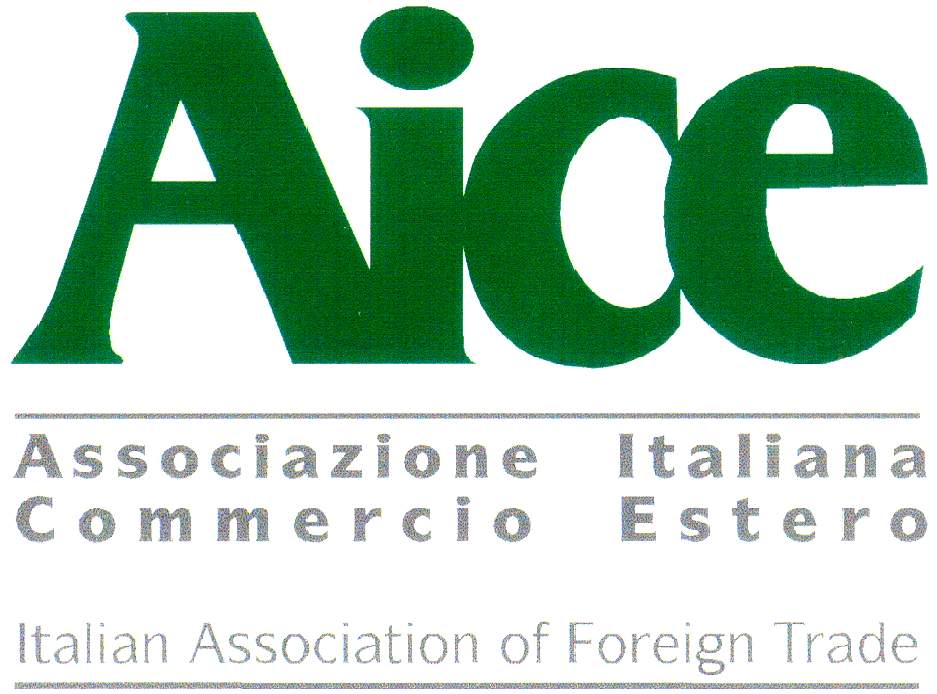 Aice
Associazione Italiana
Commercio Estero
Italian Association of Foreign Trade